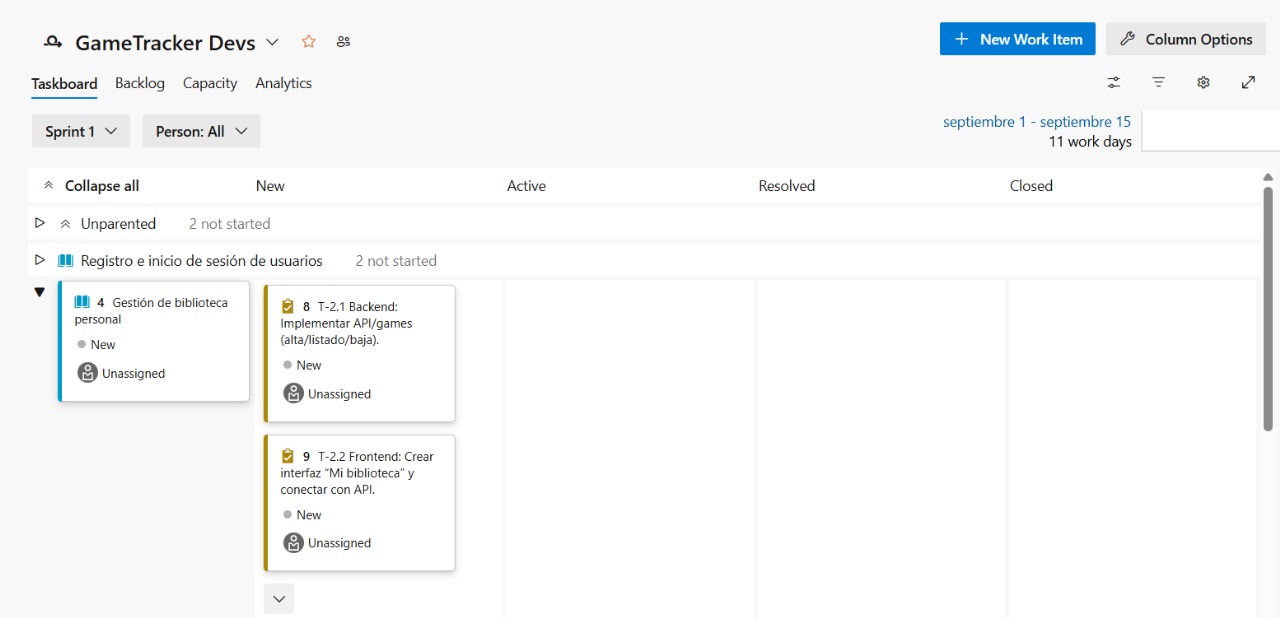 GameTracker Devs
New Work Item
Column Options
Taskboard Backlog Capacity Analytics
Sprint 1 Person: All
septiembre 1 - septiembre 15
11 work days
Collapse all New Active Resolved Closed
Unparented 2 not started
Registro e inicio de sesión de usuarios 2 not started
4 Gestión de biblioteca
personal
New
Unassigned
8 T-2.1 Backend:
Implementar API/games
(alta/listado/baja).
New
Unassigned
9 T-2.2 Frontend: Crear
interfaz “Mi biblioteca” y
conectar con API.
New
Unassigned